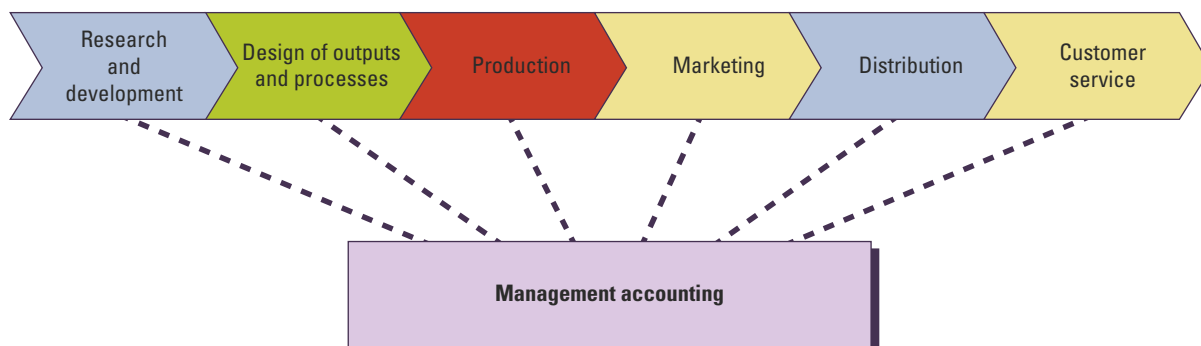 Research
and
development
Design of outputs
and processes
Production
Marketing
Distribution
Customer
service
Management accounting